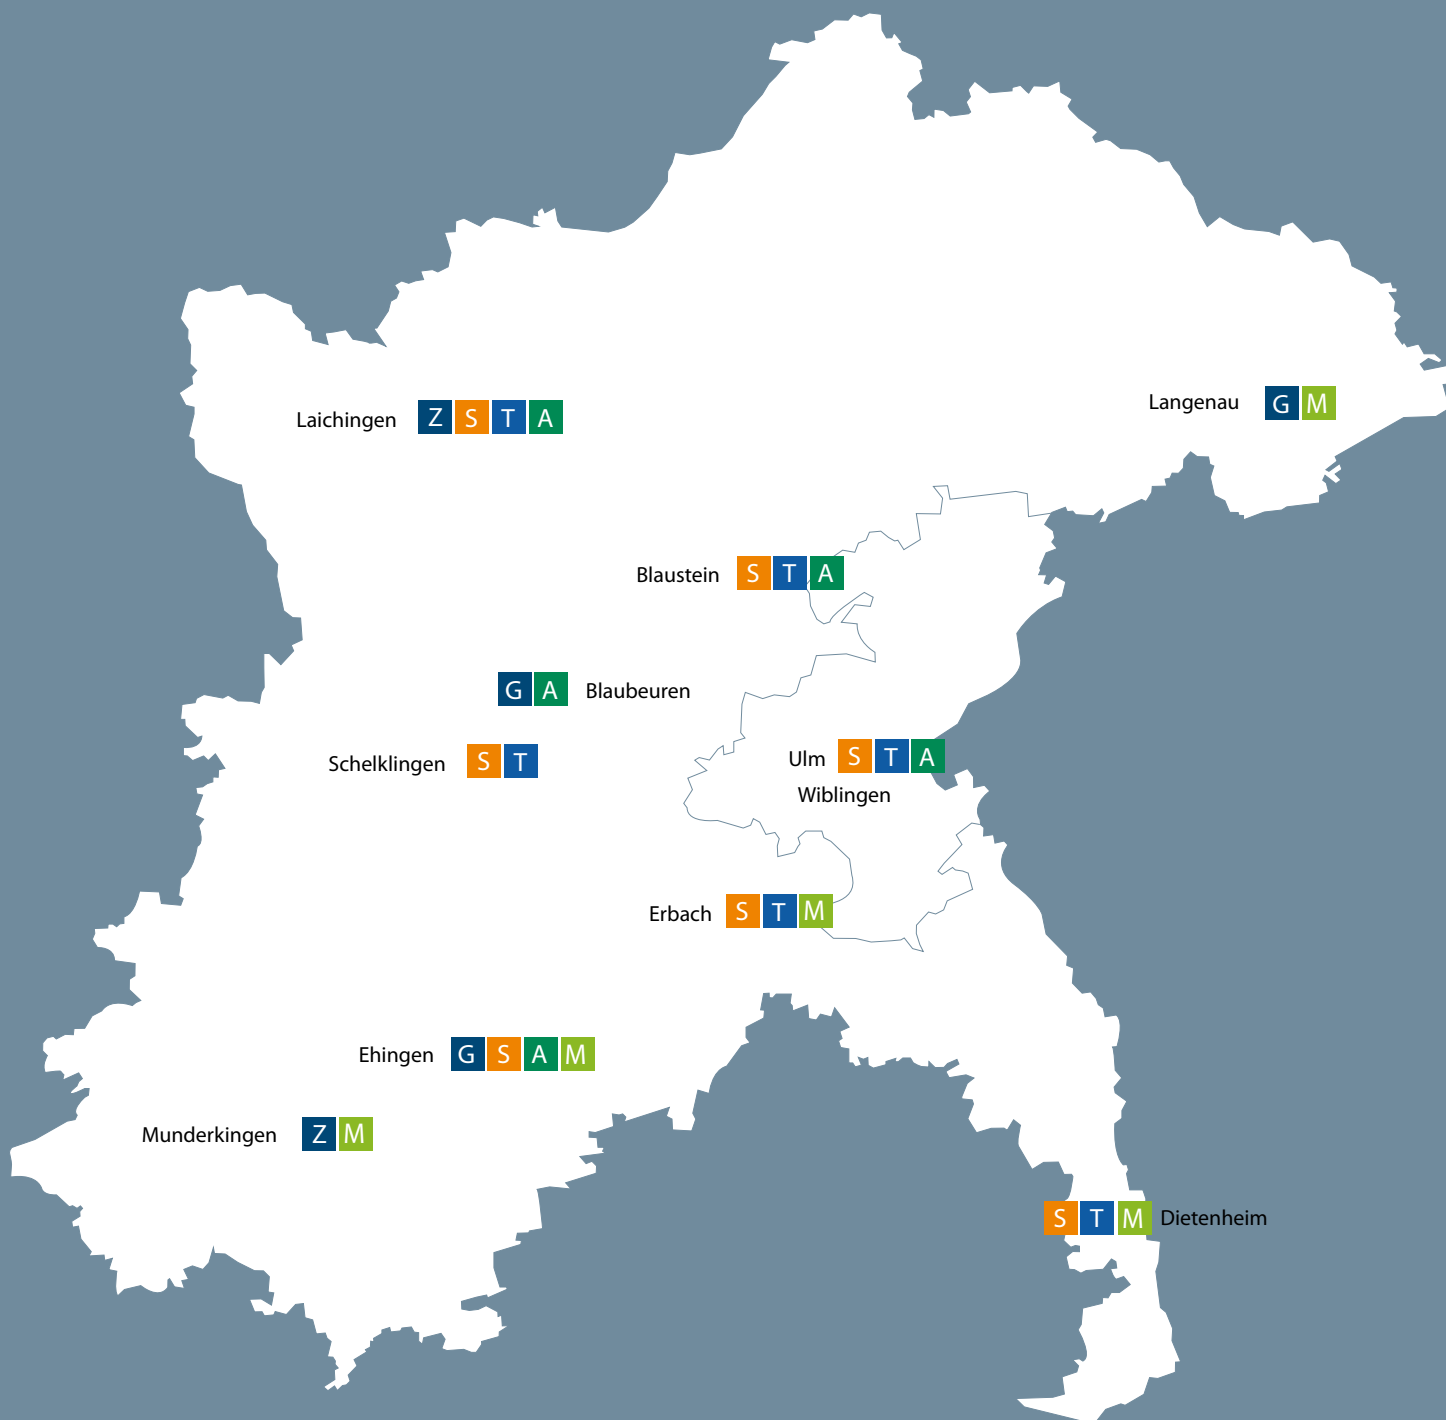 Langenau G M
Laichingen Z S T A
Blaustein S T A
G A Blaubeuren
Ulm S T A
Wiblingen
Schelklingen S T
Erbach S T M
Ehingen G S A M
Munderkingen Z M
S T M Dietenheim